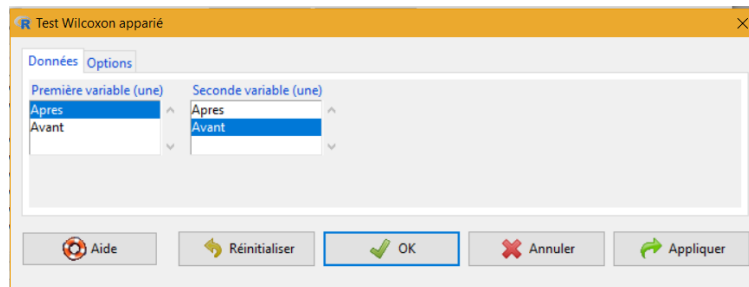 R Test Wilcoxon apparié
Données Options
Première variable (une) Seconde variable (une)
Apres Apres
Avant Avant
Aide Réinitialiser OK Annuler Appliquer